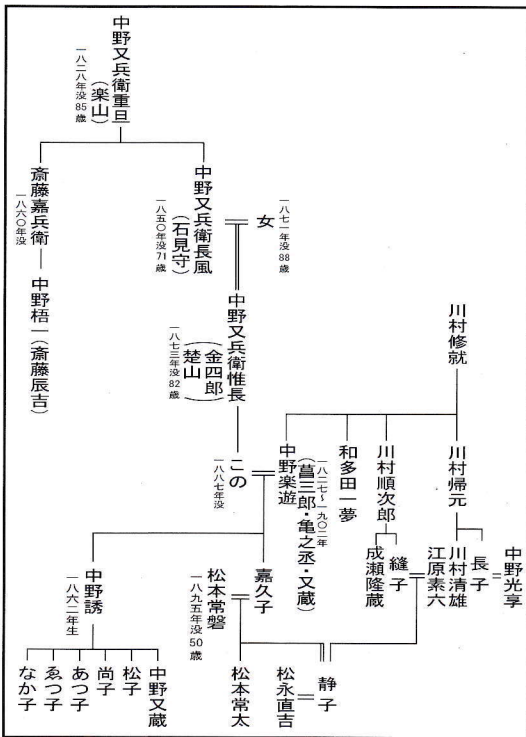 中野又兵衛重旦
(楽山)
一八二八年没85歳
中野又兵衛長風
(石見守)
一八五〇年没71歳
女
一八七一年没88歳
斎藤嘉兵衛
一八六〇年没
中野梧一(斎藤辰吉)
中野又兵衛惟長
(金四郎)
(楚山)
一八七三年没82歳
この
一八八七年没
川村修就
川村帰元
川村順次郎
和多田一夢
中野楽遊
(菖三郎・亀之丞・又蔵)
一八二七〜一九〇二年
中野光享
長子
川村清雄
江原素六
縫子
成瀬隆蔵
嘉久子
松本常磐
一八九五年没50歳
中野誘
一八六二年生
静子
松永直吉
松本常太
中野又蔵
松子
尚子
あつ子
ゑつ子
なか子